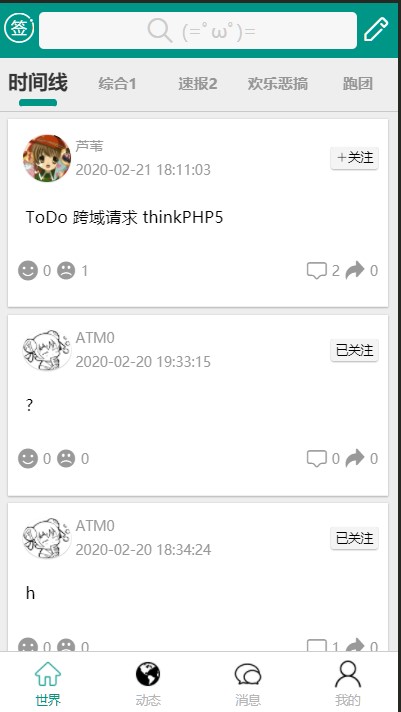 签 (=ﾟωﾟ)=
时间线 综合1 速报2 欢乐恶搞 跑团
芦苇
2020-02-21 18:11:03
+关注
ToDo 跨域请求 thinkPHP5
0 1 2 0
ATM0
2020-02-20 19:33:15
已关注
?
0 0 0 0
ATM0
2020-02-20 18:34:24
已关注
h
0 0 1 0
世界 动态 消息 我的